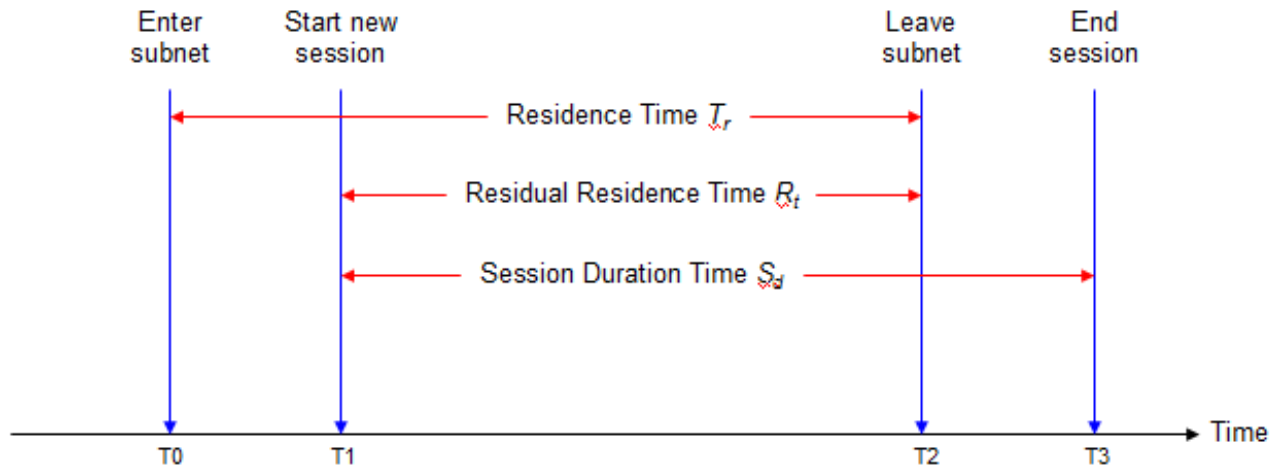 Enter subnet
Start new session
Leave subnet
End session
Residence Time Tr
Residual Residence Time Rt
Session Duration Time Sd
Time
T0
T1
T2
T3